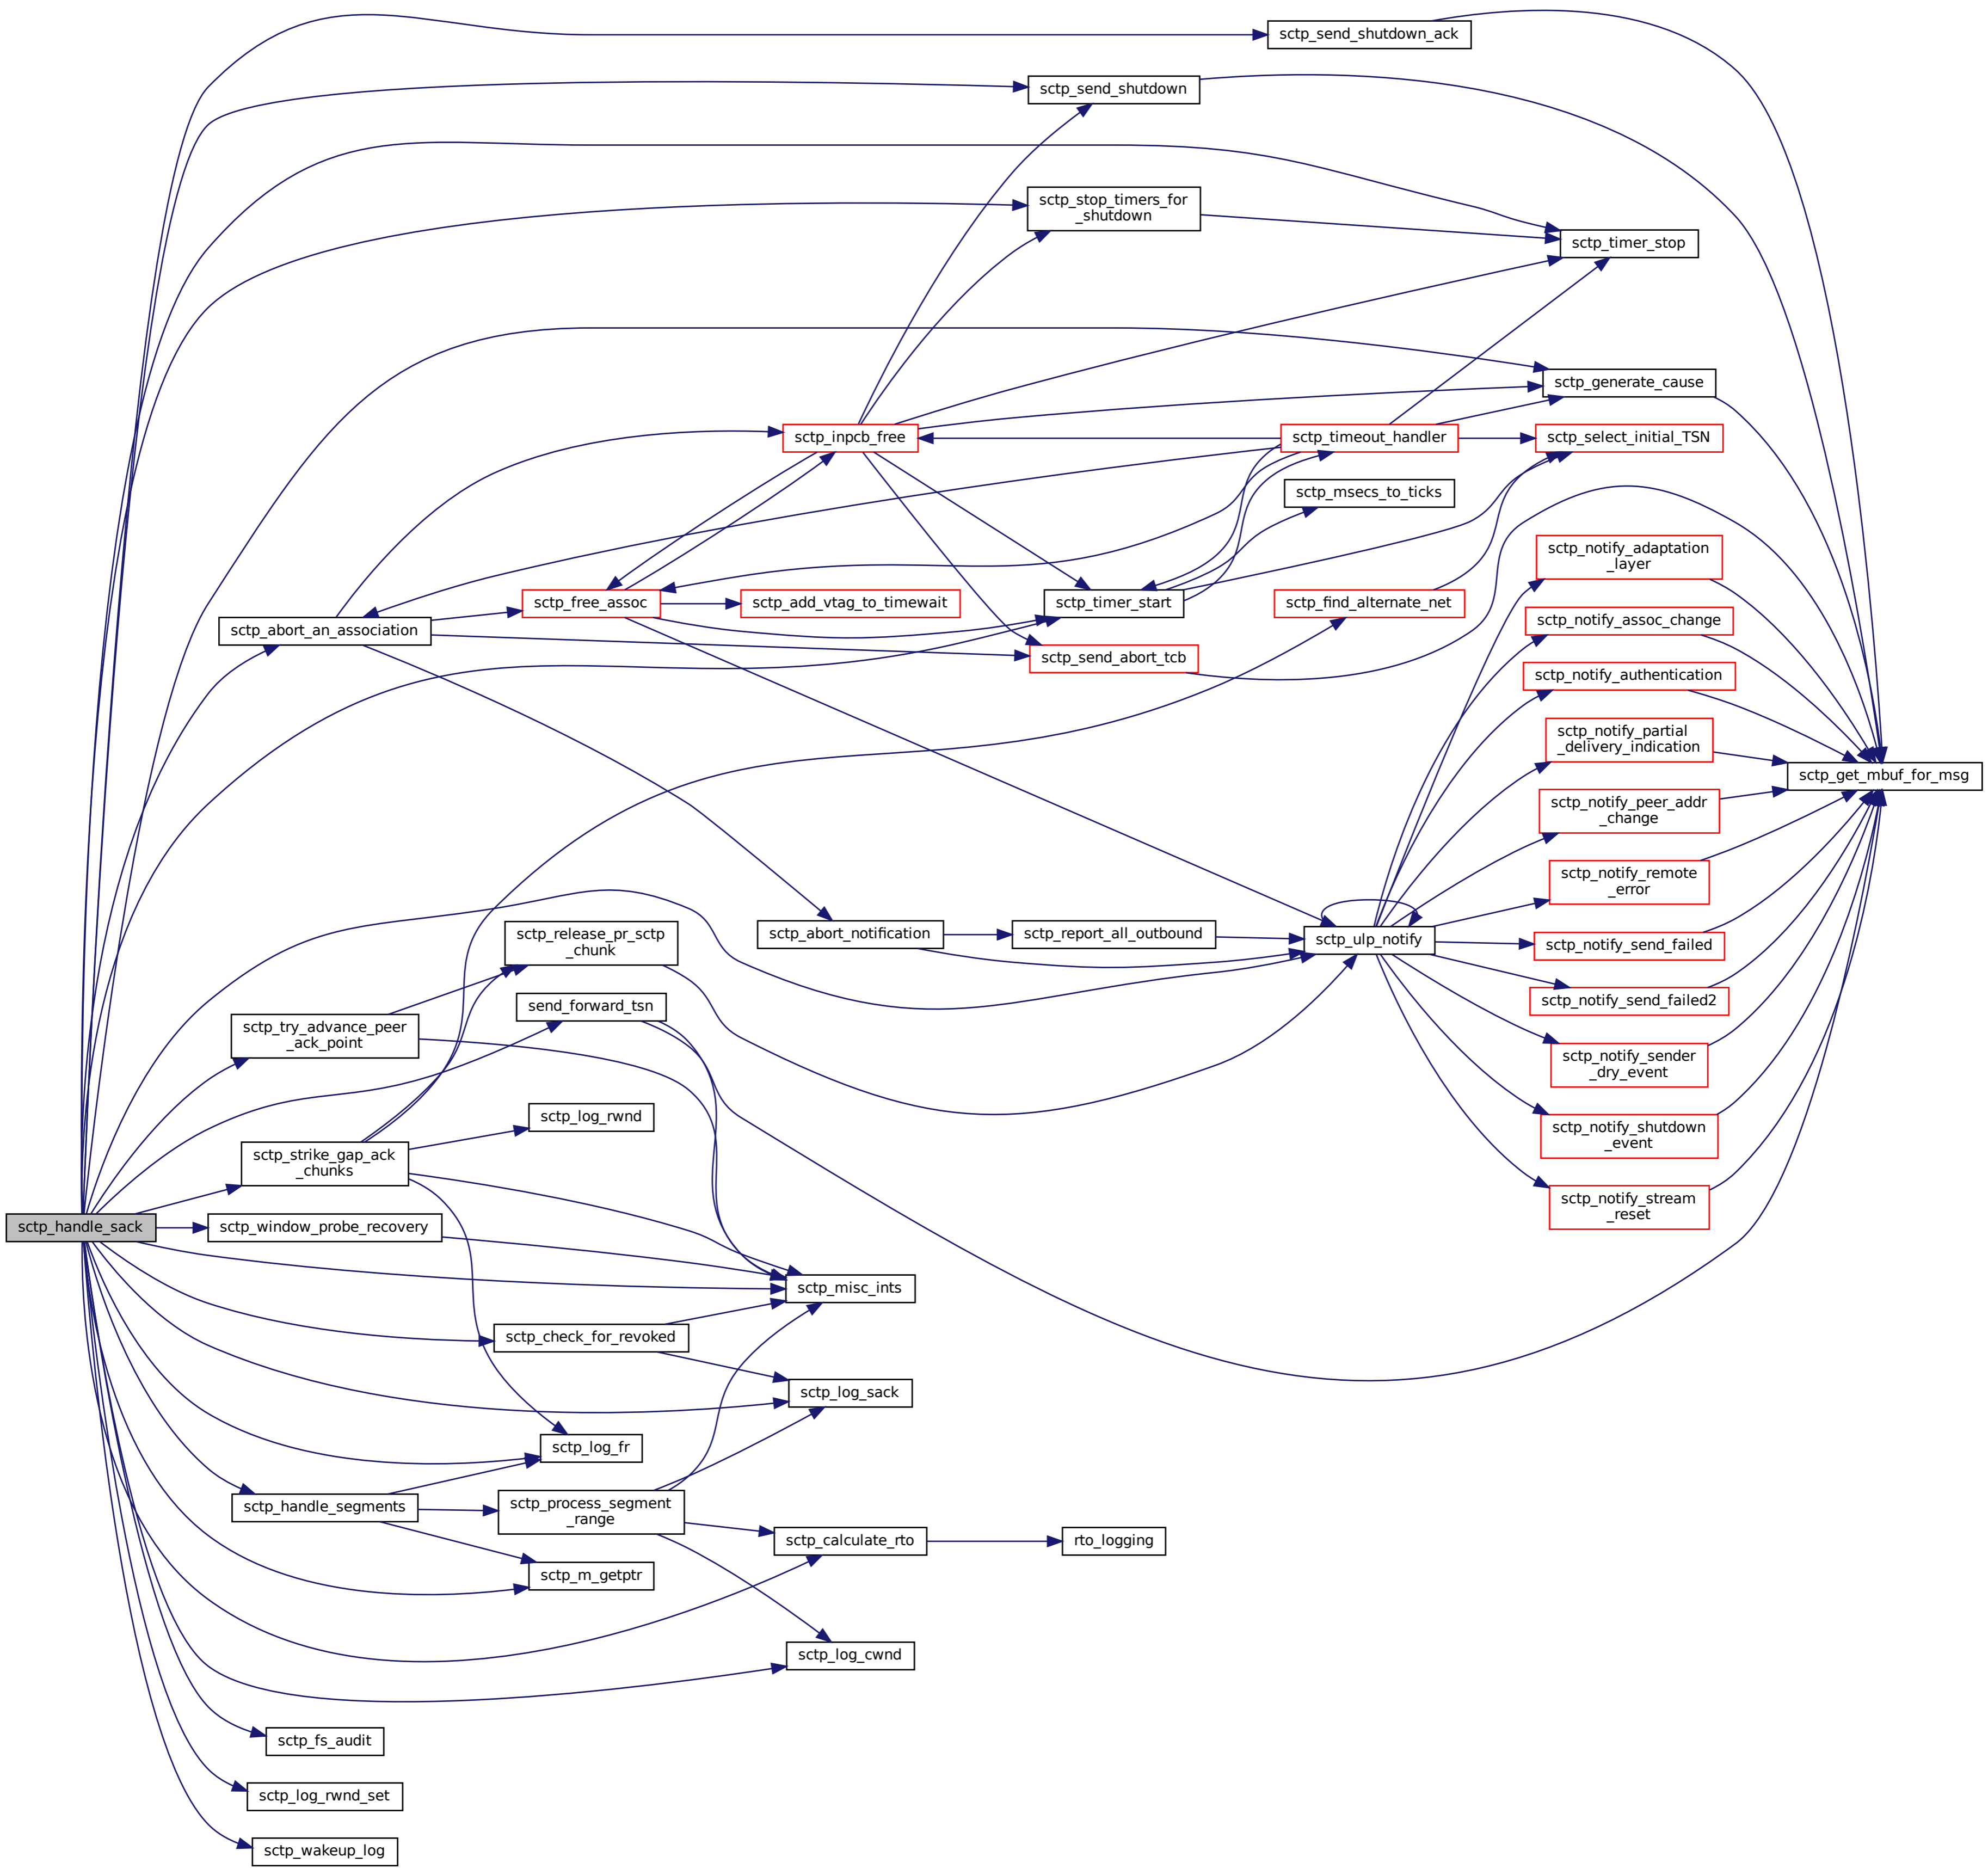 sctp_send_shutdown_ack
sctp_send_shutdown
sctp_stop_timers_for
_shutdown
sctp_timer_stop
sctp_generate_cause
sctp_inpcb_free
sctp_timeout_handler
sctp_select_initial_TSN
sctp_msecs_to_ticks
sctp_notify_adaptation
_layer
sctp_free_assoc
sctp_add_vtag_to_timewait
sctp_timer_start
sctp_find_alternate_net
sctp_notify_assoc_change
sctp_abort_an_association
sctp_send_abort_tcb
sctp_notify_authentication
sctp_notify_partial
_delivery_indication
sctp_get_mbuf_for_msg
sctp_notify_peer_addr
_change
sctp_notify_remote
_error
sctp_release_pr_sctp
_chunk
sctp_abort_notification
sctp_report_all_outbound
sctp_ulp_notify
sctp_notify_send_failed
send_forward_tsn
sctp_notify_send_failed2
sctp_try_advance_peer
_ack_point
sctp_notify_sender
_dry_event
sctp_log_rwnd
sctp_notify_shutdown
_event
sctp_strike_gap_ack
_chunks
sctp_notify_stream
_reset
sctp_handle_sack
sctp_window_probe_recovery
sctp_misc_ints
sctp_check_for_revoked
sctp_log_sack
sctp_log_fr
sctp_handle_segments
sctp_process_segment
_range
sctp_calculate_rto
rto_logging
sctp_m_getptr
sctp_log_cwnd
sctp_fs_audit
sctp_log_rwnd_set
sctp_wakeup_log